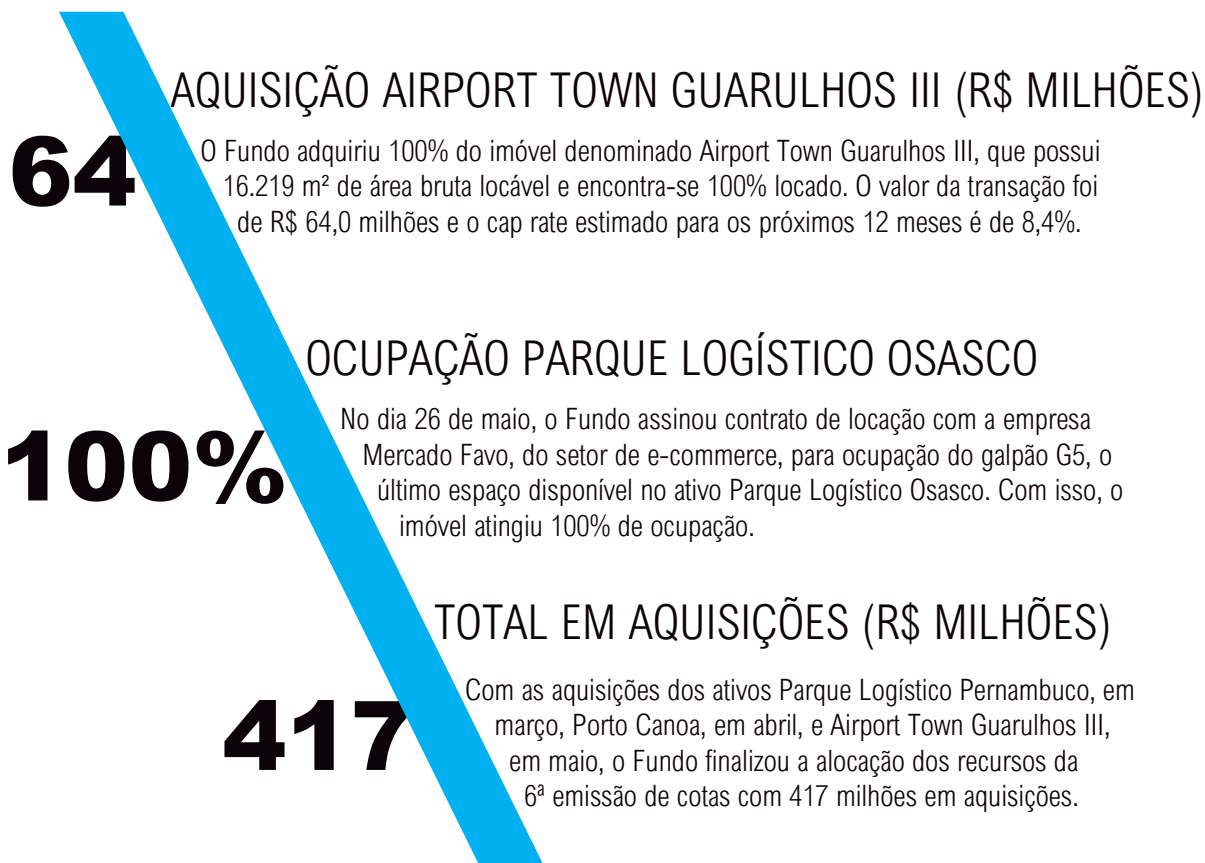 AQUISIÇÃO AIRPORT TOWN GUARULHOS III (R$ MILHÕES)
64
O Fundo adquiriu 100% do imóvel denominado Airport Town Guarulhos III, que possui
16.219 m² de área bruta locável e encontra-se 100% locado. O valor da transação foi
de R$ 64,0 milhões e o cap rate estimado para os próximos 12 meses é de 8,4%.
OCUPAÇÃO PARQUE LOGÍSTICO OSASCO
100%
No dia 26 de maio, o Fundo assinou contrato de locação com a empresa
Mercado Favo, do setor de e-commerce, para ocupação do galpão G5, o
último espaço disponível no ativo Parque Logístico Osasco. Com isso, o
imóvel atingiu 100% de ocupação.
TOTAL EM AQUISIÇÕES (R$ MILHÕES)
417
Com as aquisições dos ativos Parque Logístico Pernambuco, em
março, Porto Canoa, em abril, e Airport Town Guarulhos III,
em maio, o Fundo finalizou a alocação dos recursos da
6ª emissão de cotas com 417 milhões em aquisições.